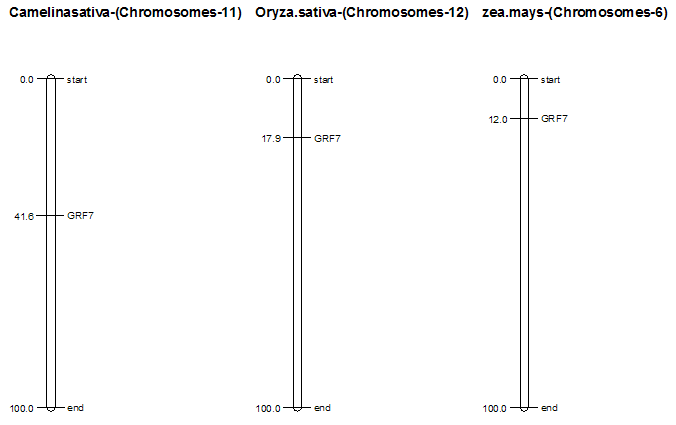 Camelinasativa-(Chromosomes-11) Oryza.sativa-(Chromosomes-12) zea.mays-(Chromosomes-6)
0.0 start 0.0 start 0.0 start
12.0 GRF7
17.9 GRF7
41.6 GRF7
100.0 end 100.0 end 100.0 end